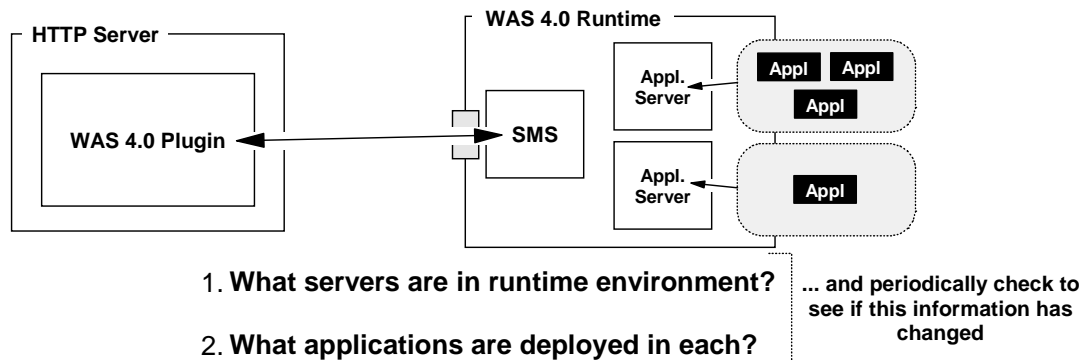 WAS 4.0 Runtime
HTTP Server
WAS 4.0 Plugin
SMS
Appl.
Server
Appl Appl
Appl
Appl.
Server
Appl
1. What servers are in runtime environment?
2. What applications are deployed in each?
... and periodically check to
see if this information has
changed